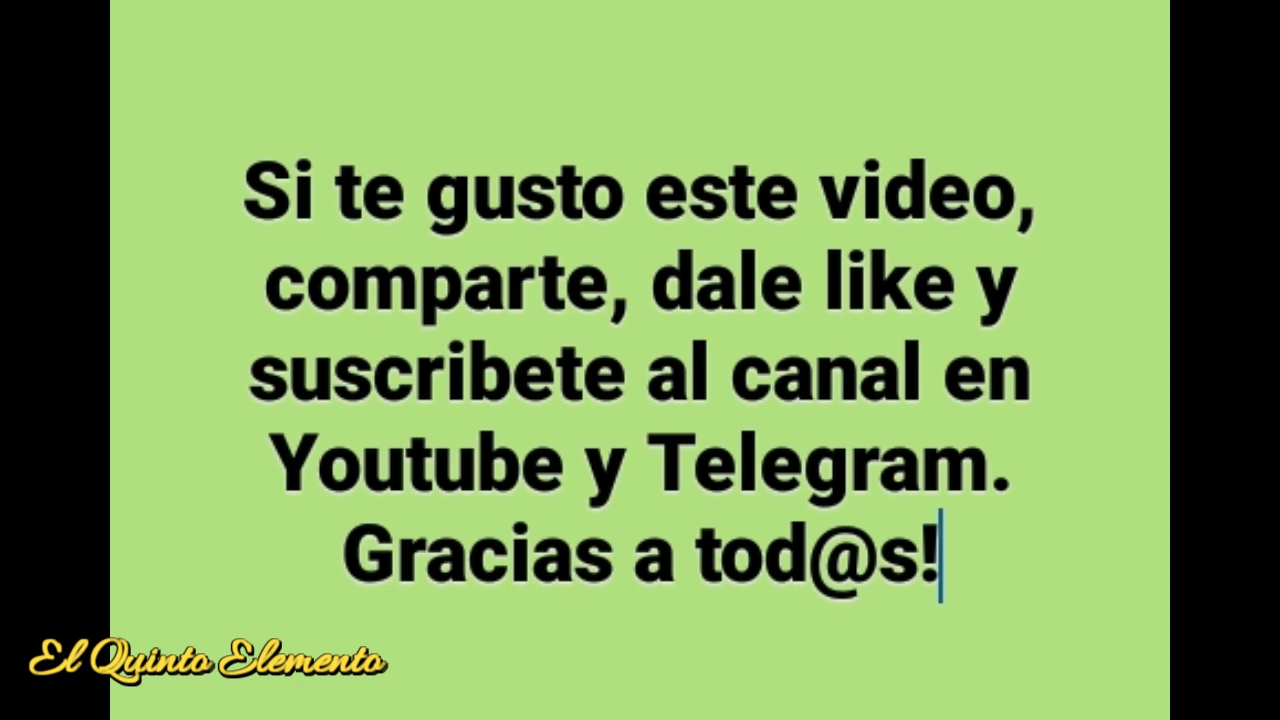 Si te gusto este video,
comparte, dale like y
suscribete al canal en
Youtube y Telegram.
Gracias a tod@s!
El Quinto Elemento